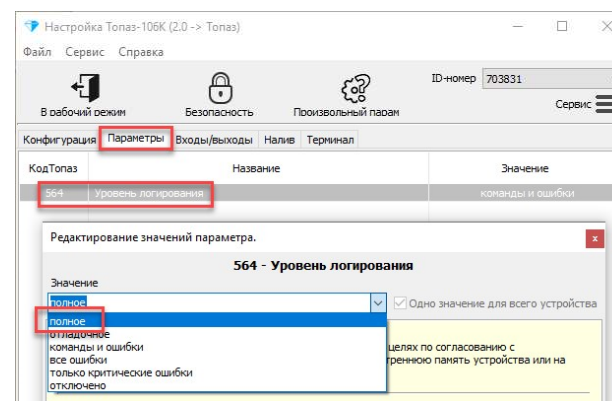 Настройка Топаз-106К (2.0 -> Топаз)
Файл Сервис Справка
В рабочий режим Безопасность Произвольный парам ID-номер 703831
Сервис
Конфигурация Параметры Входы/выходы Налив Терминал
КодТопаз Название Значение
564 Уровень логирования команды и ошибки
Редактирование значений параметра.
564 - Уровень логирования
Значение
полное Одно значение для всего устройства
полное
отладочное
команды и ошибки целях по согласованию с
все ошибки треннюю память устройства или на
только критические ошибки
отключено